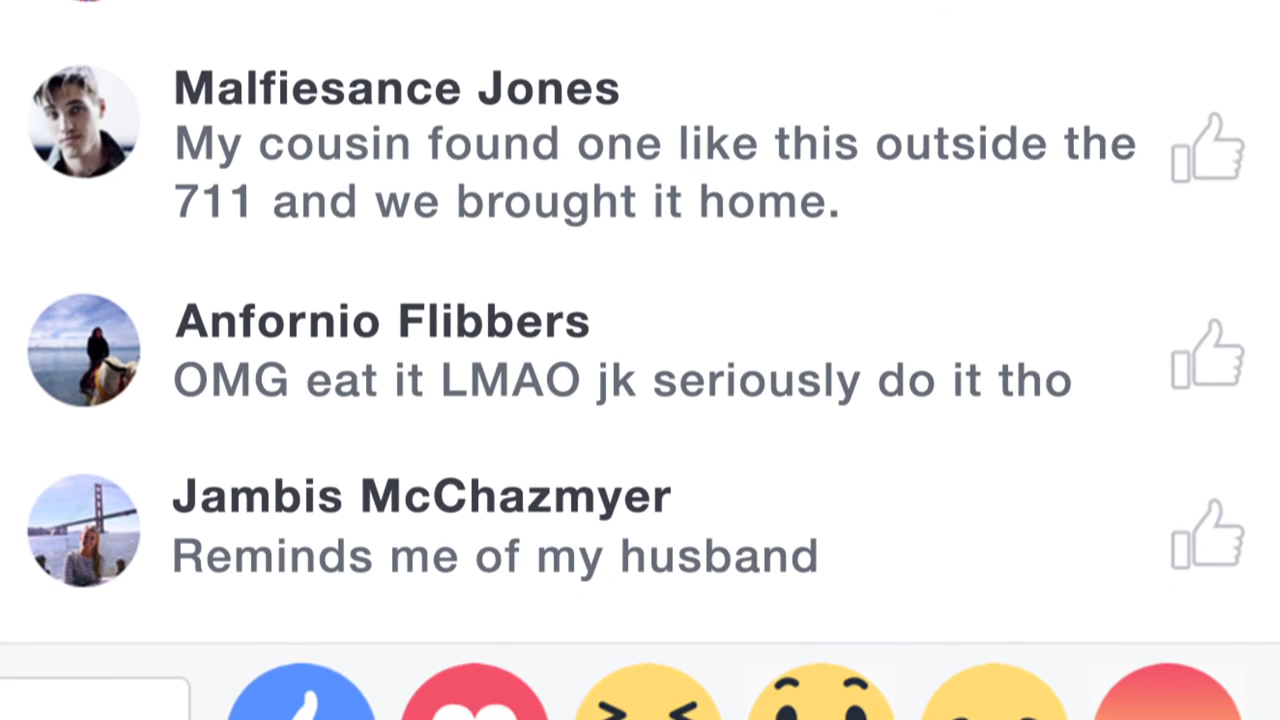 Malfiesance Jones
My cousin found one like this outside the
711 and we brought it home.
Anfornio Flibbers
OMG eat it LMAO jk seriously do it tho
Jambis McChazmyer
Reminds me of my husband